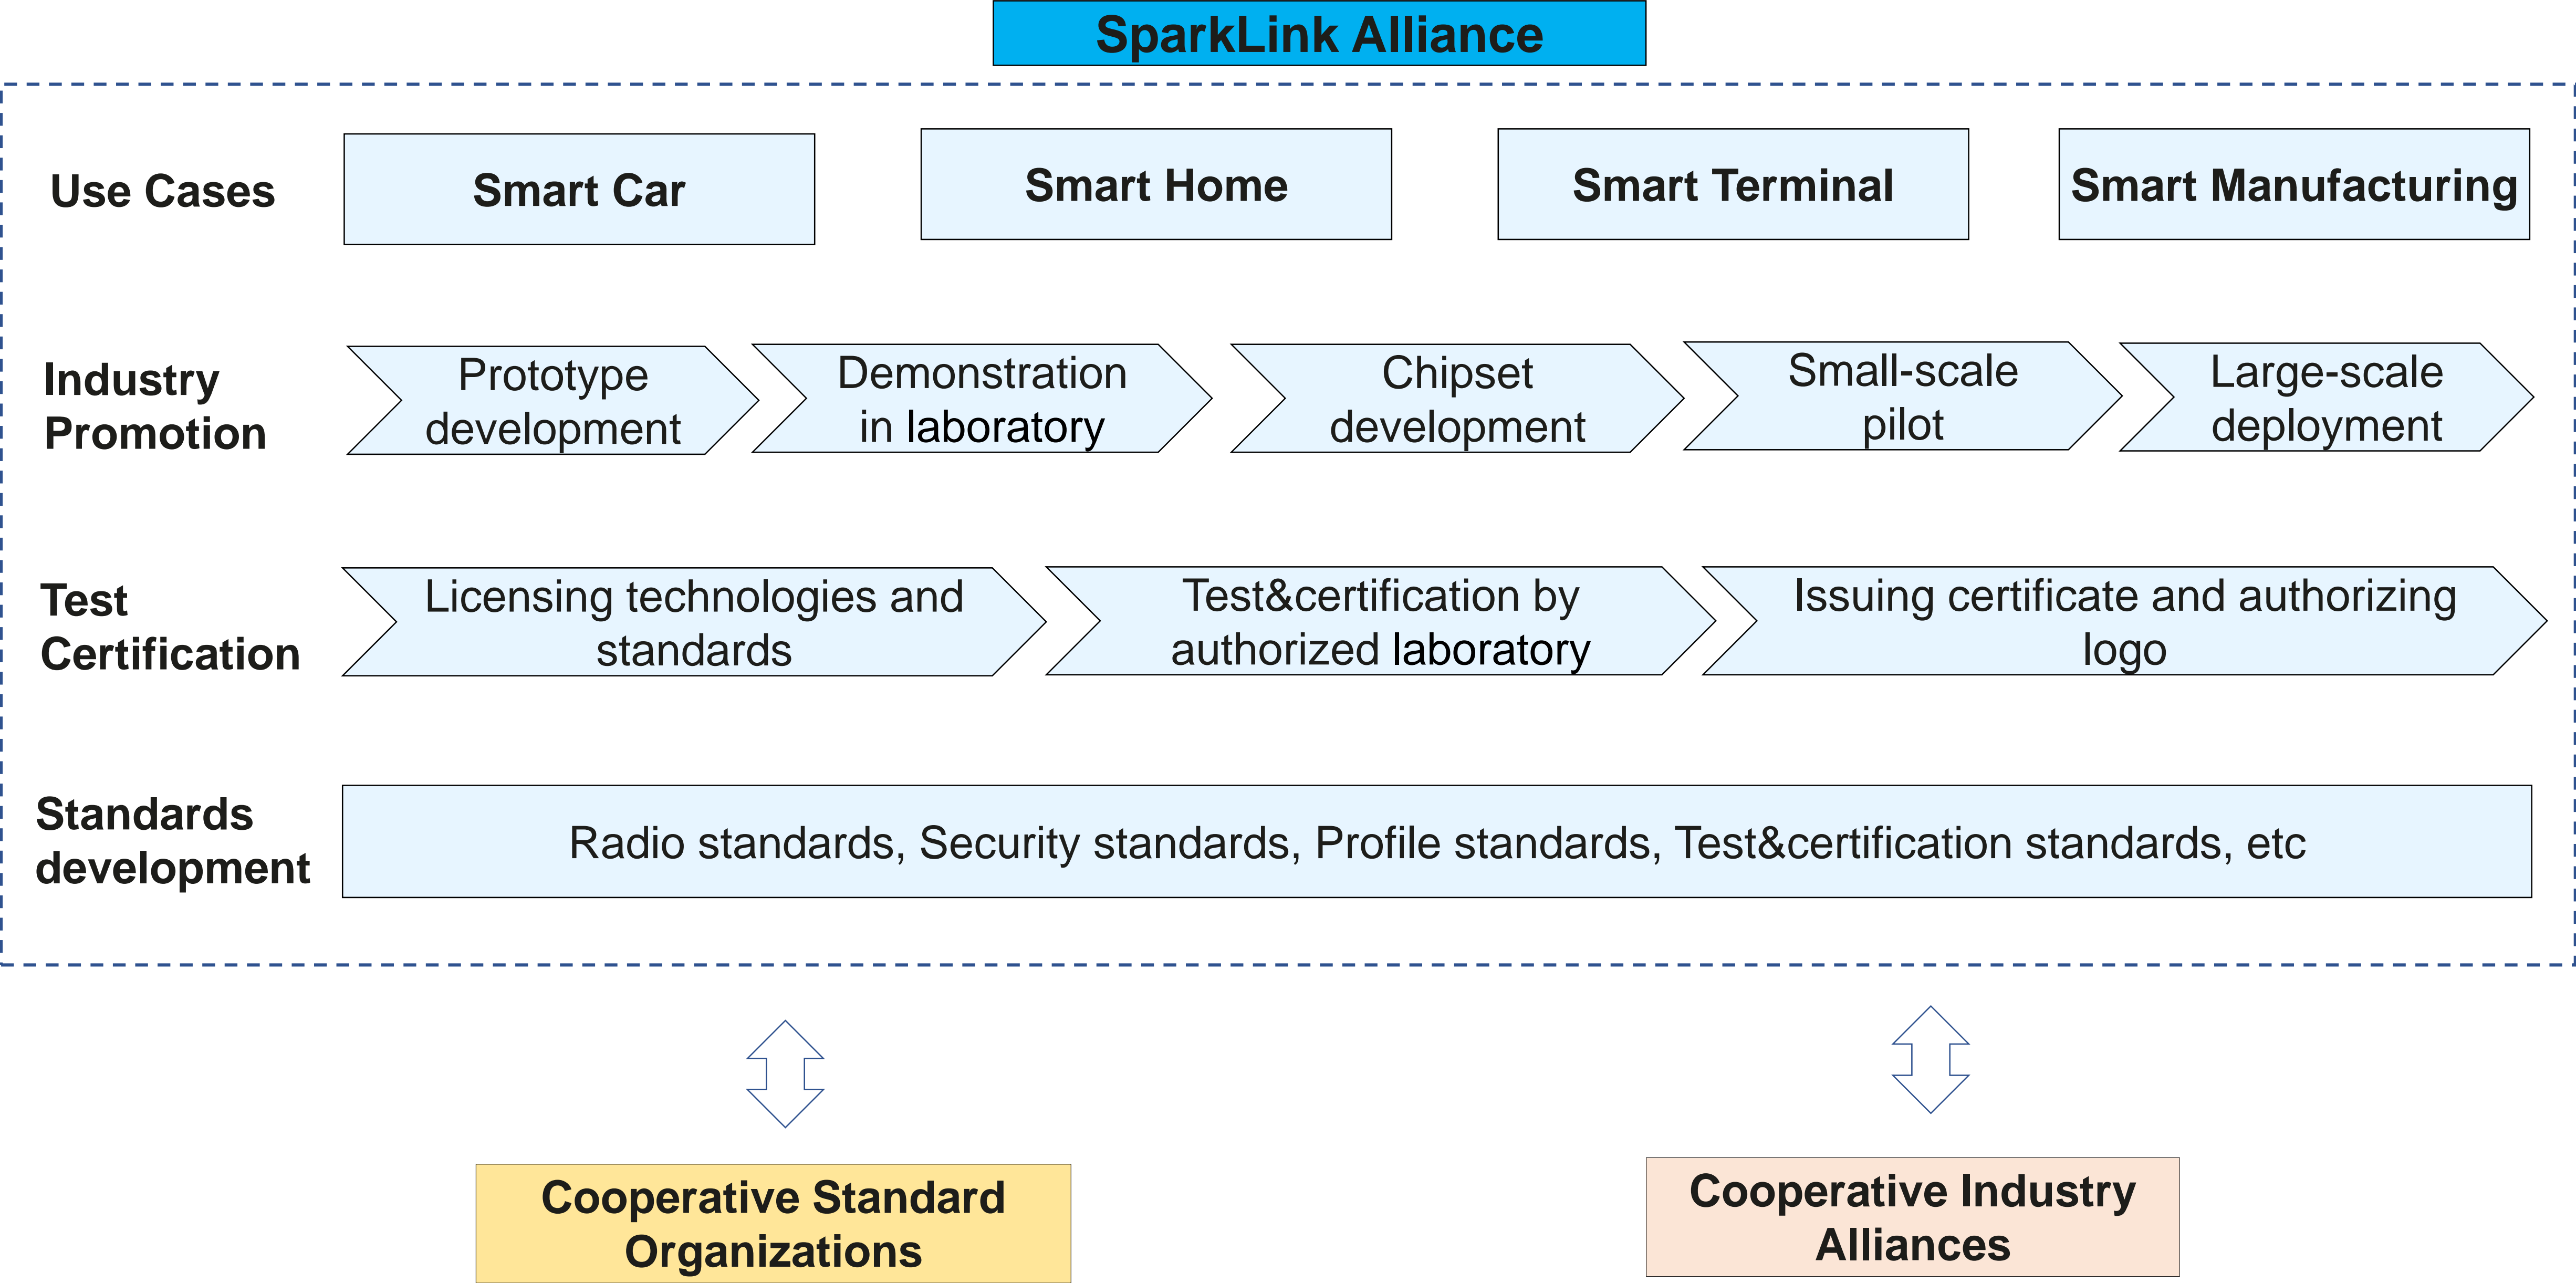 SparkLink Alliance
Use Cases
Smart Car
Smart Home
Smart Terminal
Smart Manufacturing
Industry
Promotion
Prototype
development
Demonstration
in laboratory
Chipset
development
Small-scale
pilot
Large-scale
deployment
Test
Certification
Licensing technologies and
standards
Test&certification by
authorized laboratory
Issuing certificate and authorizing
logo
Standards
development
Radio standards, Security standards, Profile standards, Test&certification standards, etc
Cooperative Standard
Organizations
Cooperative Industry
Alliances